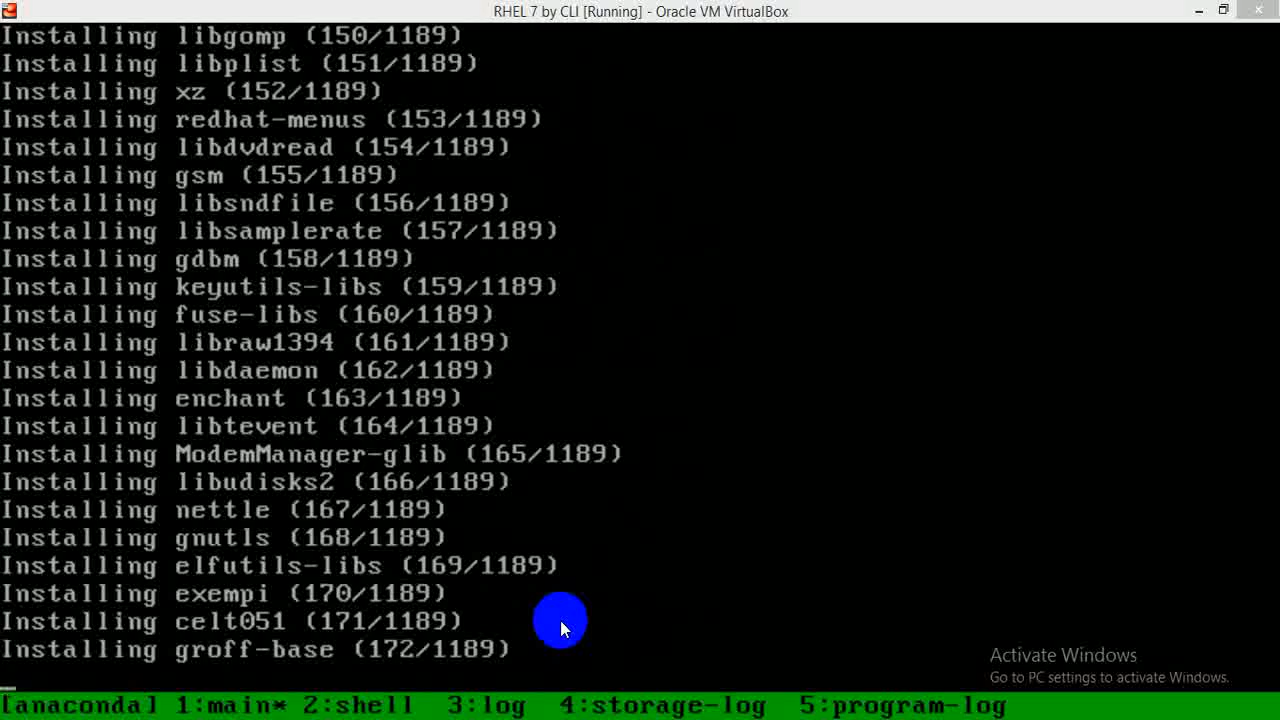 RHEL 7 by CLI [Running] - Oracle VM VirtualBox
Installing libgomp (150/1189)
Installing libplist (151/1189)
Installing xz (152/1189)
Installing redhat-menus (153/1189)
Installing libdvdread (154/1189)
Installing gsm (155/1189)
Installing libsndfile (156/1189)
Installing libsamplerate (157/1189)
Installing gdbm (158/1189)
Installing keyutils-libs (159/1189)
Installing fuse-libs (160/1189)
Installing libraw1394 (161/1189)
Installing libdaemon (162/1189)
Installing enchant (163/1189)
Installing libtevent (164/1189)
Installing ModemManager-glib (165/1189)
Installing libudisks2 (166/1189)
Installing nettle (167/1189)
Installing gnutls (168/1189)
Installing elfutils-libs (169/1189)
Installing exempi (170/1189)
Installing celt051 (171/1189)
Installing groff-base (172/1189)
Activate Windows
Go to PC settings to activate Windows.
[anaconda] 1:main* 2:shell  3:log  4:storage-log  5:program-log